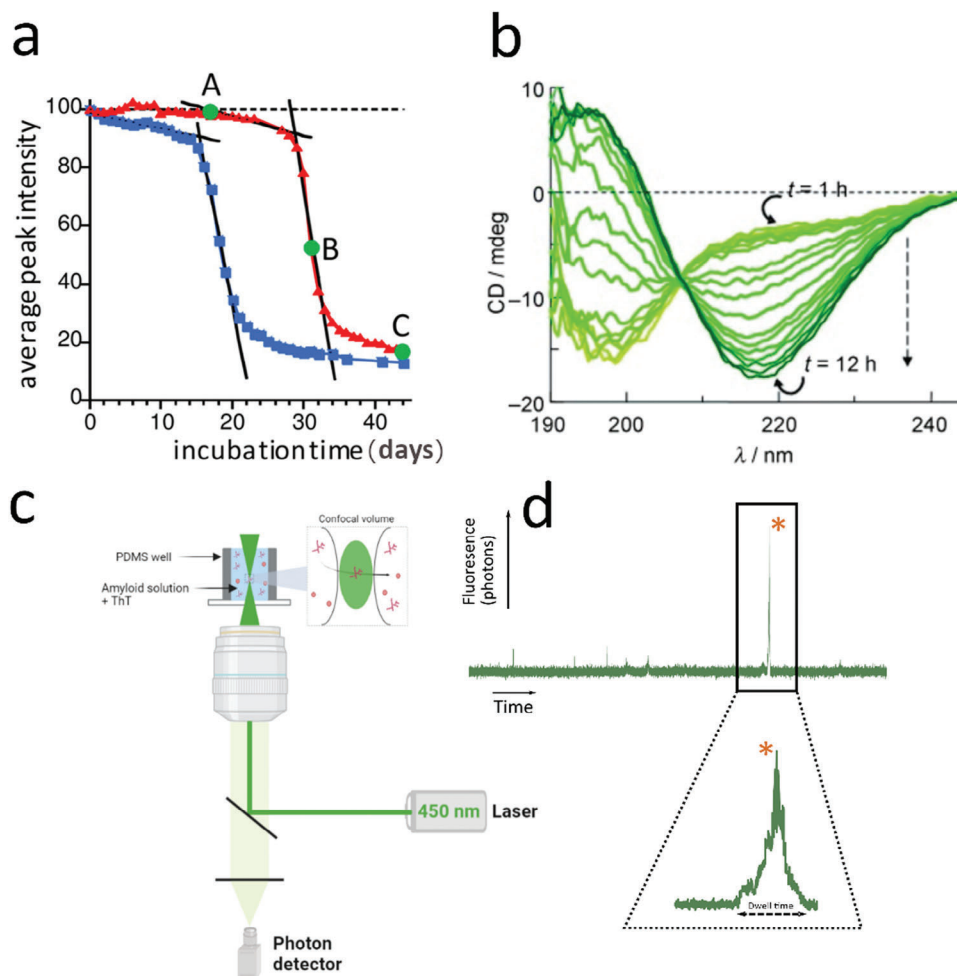 a
average peak intensity
100
80
60
40
20
0
0 10 20 30 40
incubation time (days)
A
B
C
b
CD / mdeg
10
0
−10
−20
190 200 220 240
λ / nm
t = 1 h
t = 12 h
c
PDMS well
Amyloid solution
+ ThT
Confocal volume
450 nm
Laser
Photon
detector
d
Fluoresence
(photons)
*
Time
*
Dwell time